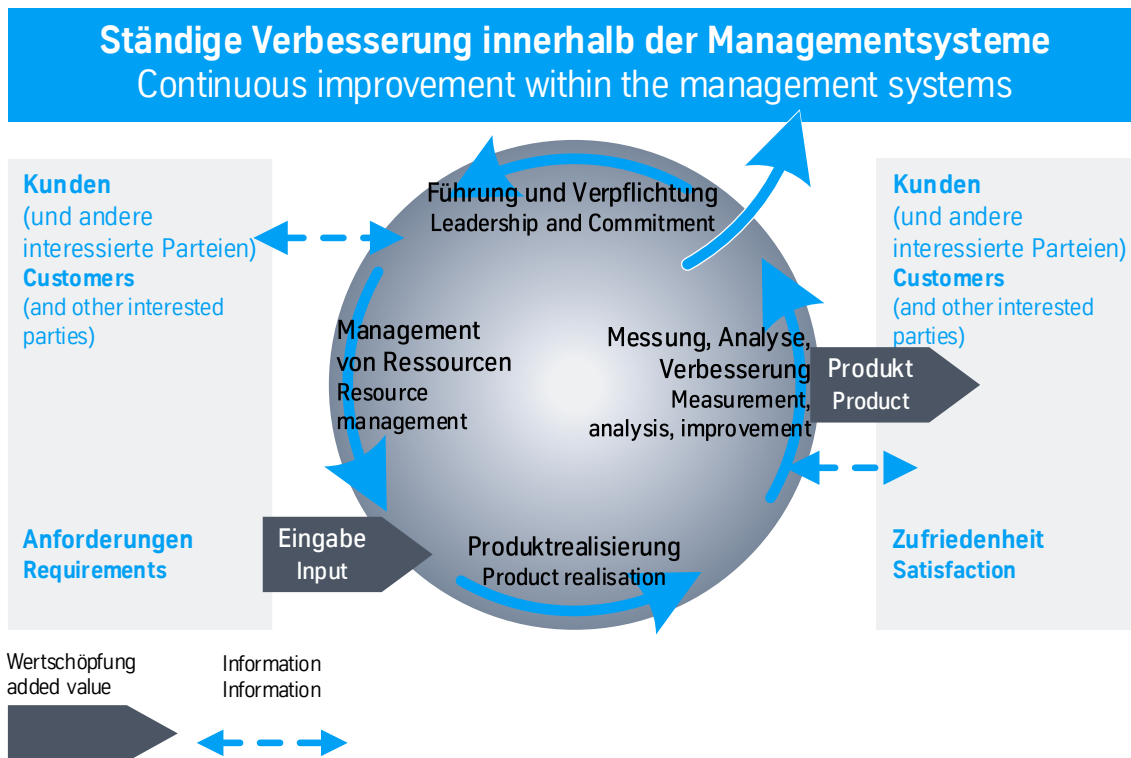 Ständige Verbesserung innerhalb der Managementsysteme
Continuous improvement within the management systems
Kunden
(und andere
interessierte Parteien)
Customers
(and other interested
parties)
Anforderungen
Requirements
Führung und Verpflichtung
Leadership and Commitment
Management
von Ressourcen
Resource
management
Messung, Analyse,
Verbesserung
Measurement,
analysis, improvement
Eingabe
Input
Produktrealisierung
Product realisation
Produkt
Product
Kunden
(und andere
interessierte Parteien)
Customers
(and other interested
parties)
Zufriedenheit
Satisfaction
Wertschöpfung
added value
Information
Information